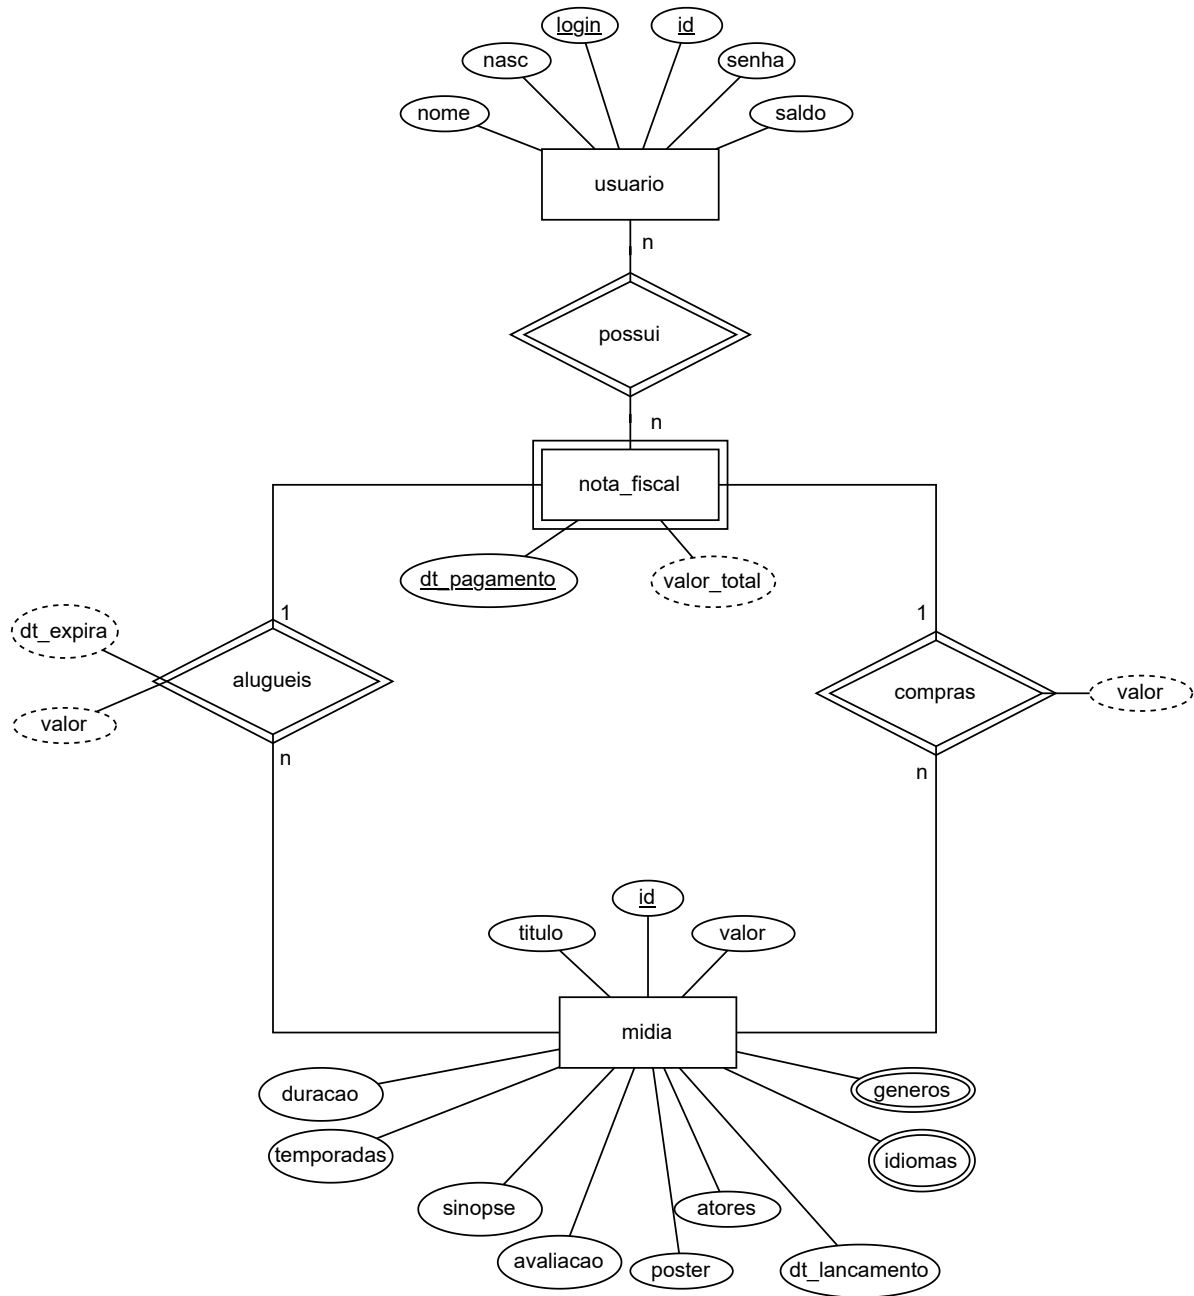 login
id
nasc
senha
nome
saldo
usuario
n
possui
n
nota_fiscal
dt_pagamento
valor_total
1
1
dt_expira
alugueis
compras
valor
valor
n
n
id
titulo
valor
midia
generos
duracao
temporadas
idiomas
sinopse
atores
avaliacao
poster
dt_lancamento